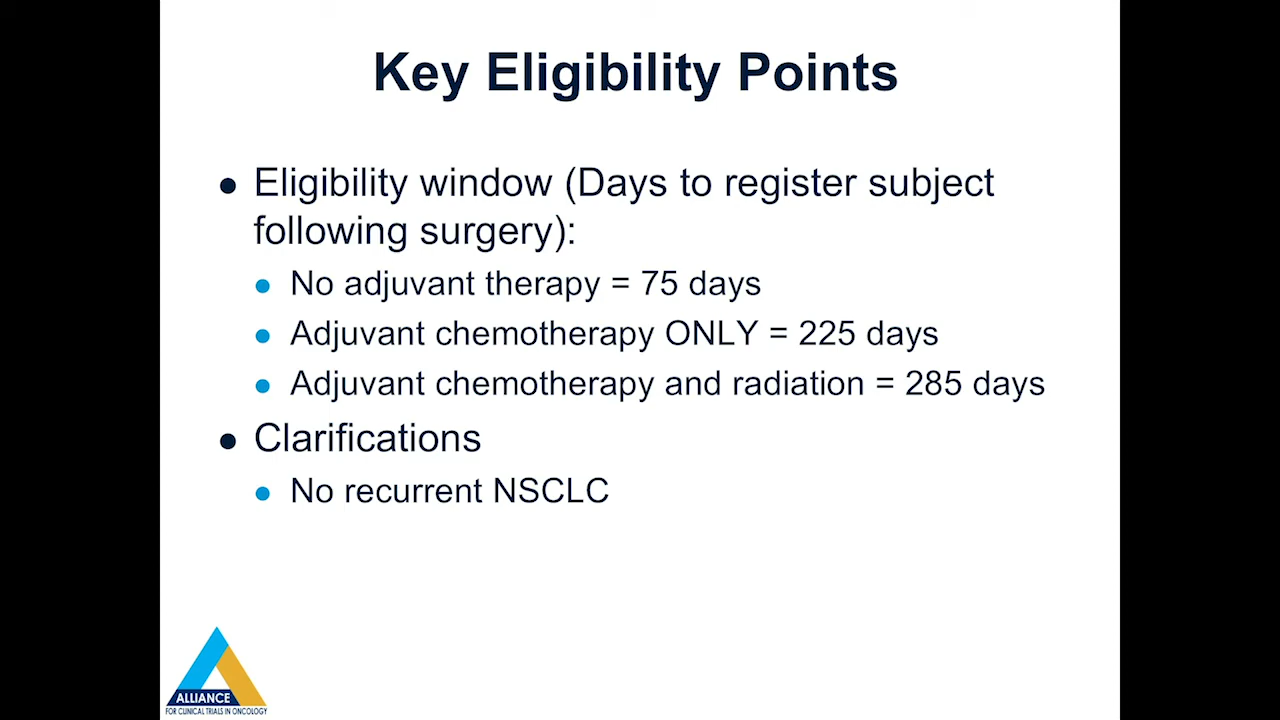 Key Eligibility Points
● Eligibility window (Days to register subject
following surgery):
● No adjuvant therapy = 75 days
● Adjuvant chemotherapy ONLY = 225 days
● Adjuvant chemotherapy and radiation = 285 days
● Clarifications
● No recurrent NSCLC
ALLIANCE
FOR CLINICAL TRIALS IN ONCOLOGY